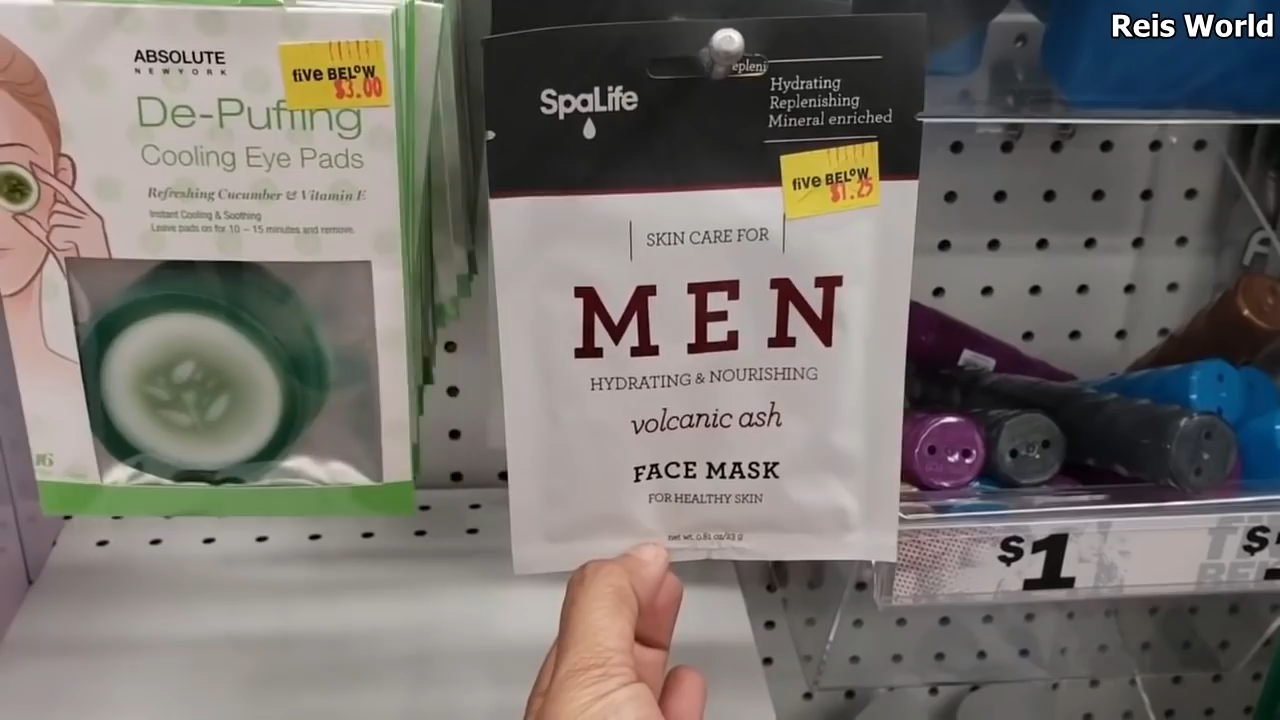 Reis World
ABSOLUTE
NEW YORK
five BELOW
$3.00
De-Puffing
Cooling Eye Pads
Refreshing Cucumber & Vitamin E
Instant Cooling & Soothing
Leave pads on for 10 – 15 minutes and remove.
16
epleni
SpaLife
Hydrating
Replenishing
Mineral enriched
five BELOW
$1.25
SKIN CARE FOR
MEN
HYDRATING & NOURISHING
volcanic ash
FACE MASK
FOR HEALTHY SKIN
net wt. 0.81 oz/23 g
$1
$